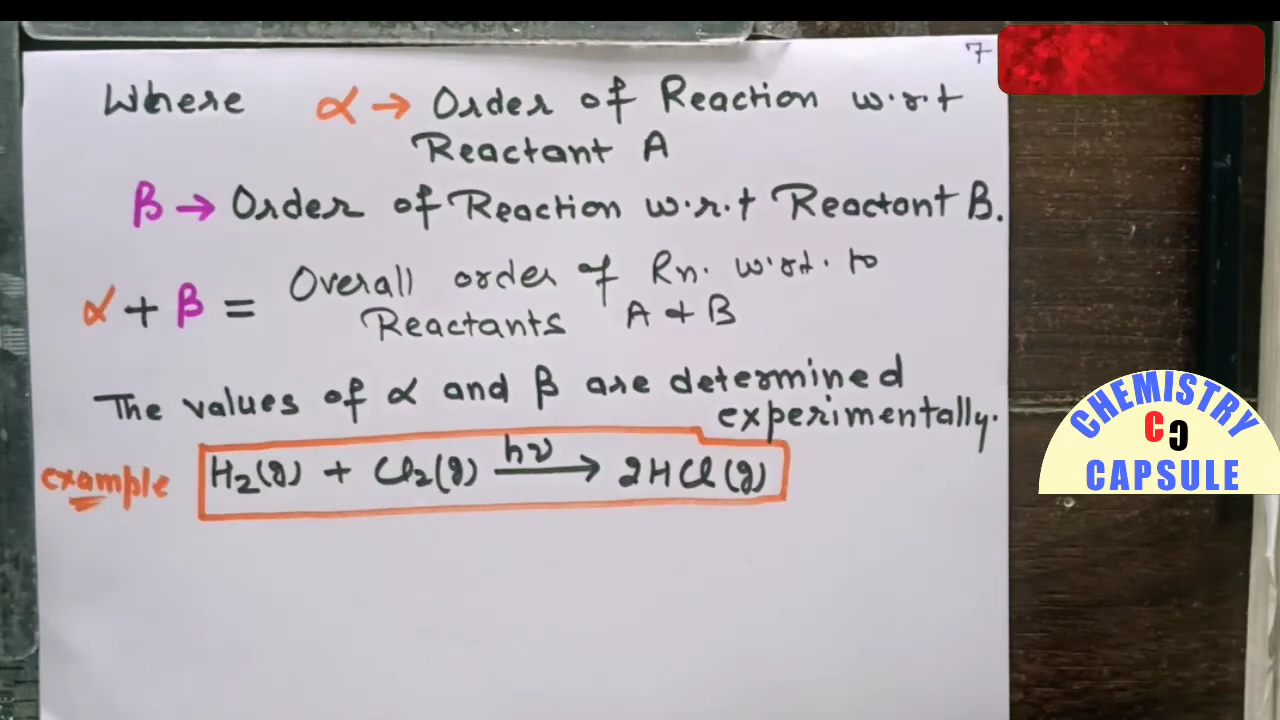 7
Where α → Order of Reaction w.r.t
Reactant A
β → Order of Reaction w.r.t Reactant B.
α + β = Overall order of Rn. w.r.t. to
Reactants A & B
The values of α and β are determined
experimentally.
example H₂(g) + Cl₂(g) hν → 2HCl(g)
CHEMISTRY
CC
CAPSULE